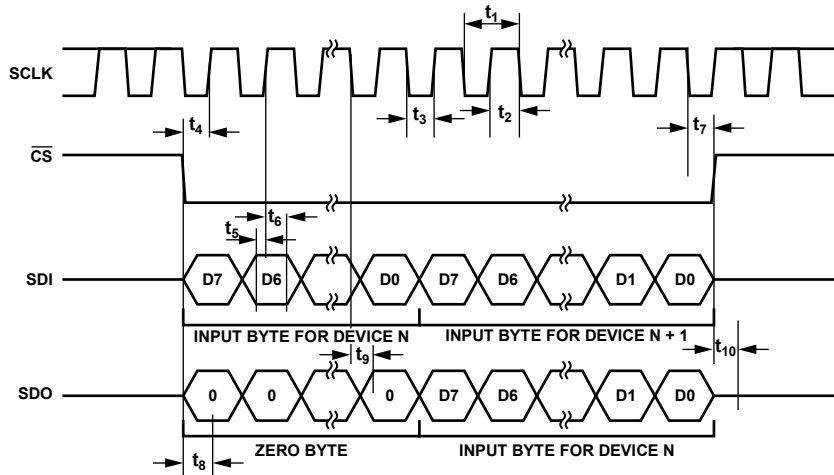 t1
SCLK
t3
t2
t4
t7
CS
t6
t5
SDI
D7
D6
D0
D7
D6
D1
D0
INPUT BYTE FOR DEVICE N
INPUT BYTE FOR DEVICE N + 1
t9
t10
SDO
0
0
0
D7
D6
D1
D0
ZERO BYTE
INPUT BYTE FOR DEVICE N
t8